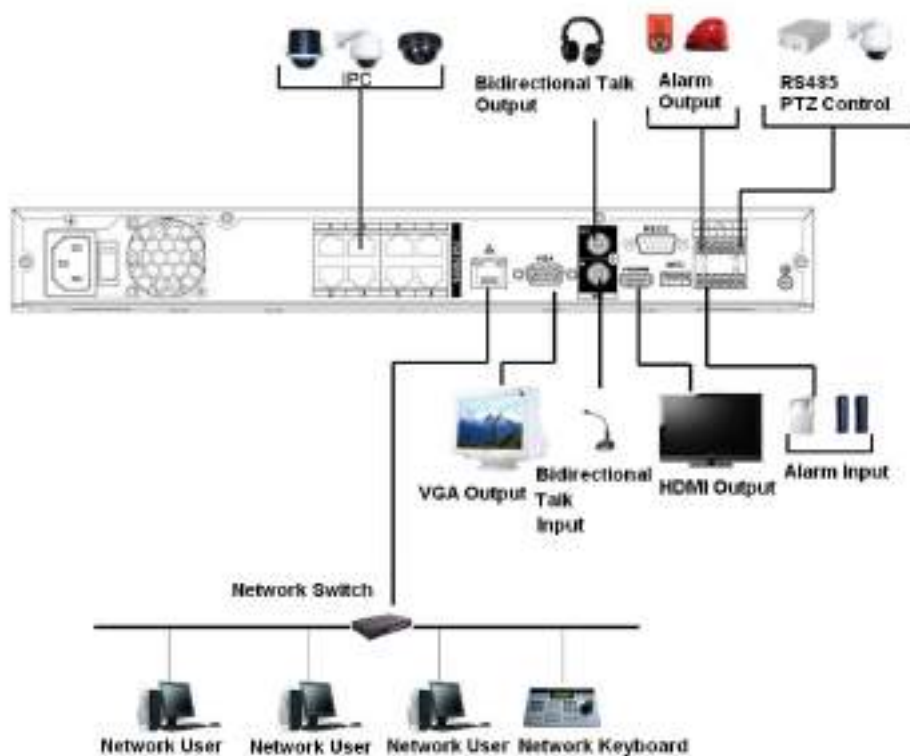 IPC
Bidirectional Talk
Output
Alarm
Output
RS485
PTZ Control
VGA
VGA Output
Bidirectional
Talk
Input
HDMI Output
Alarm Input
Network Switch
Network User
Network User
Network User
Network Keyboard